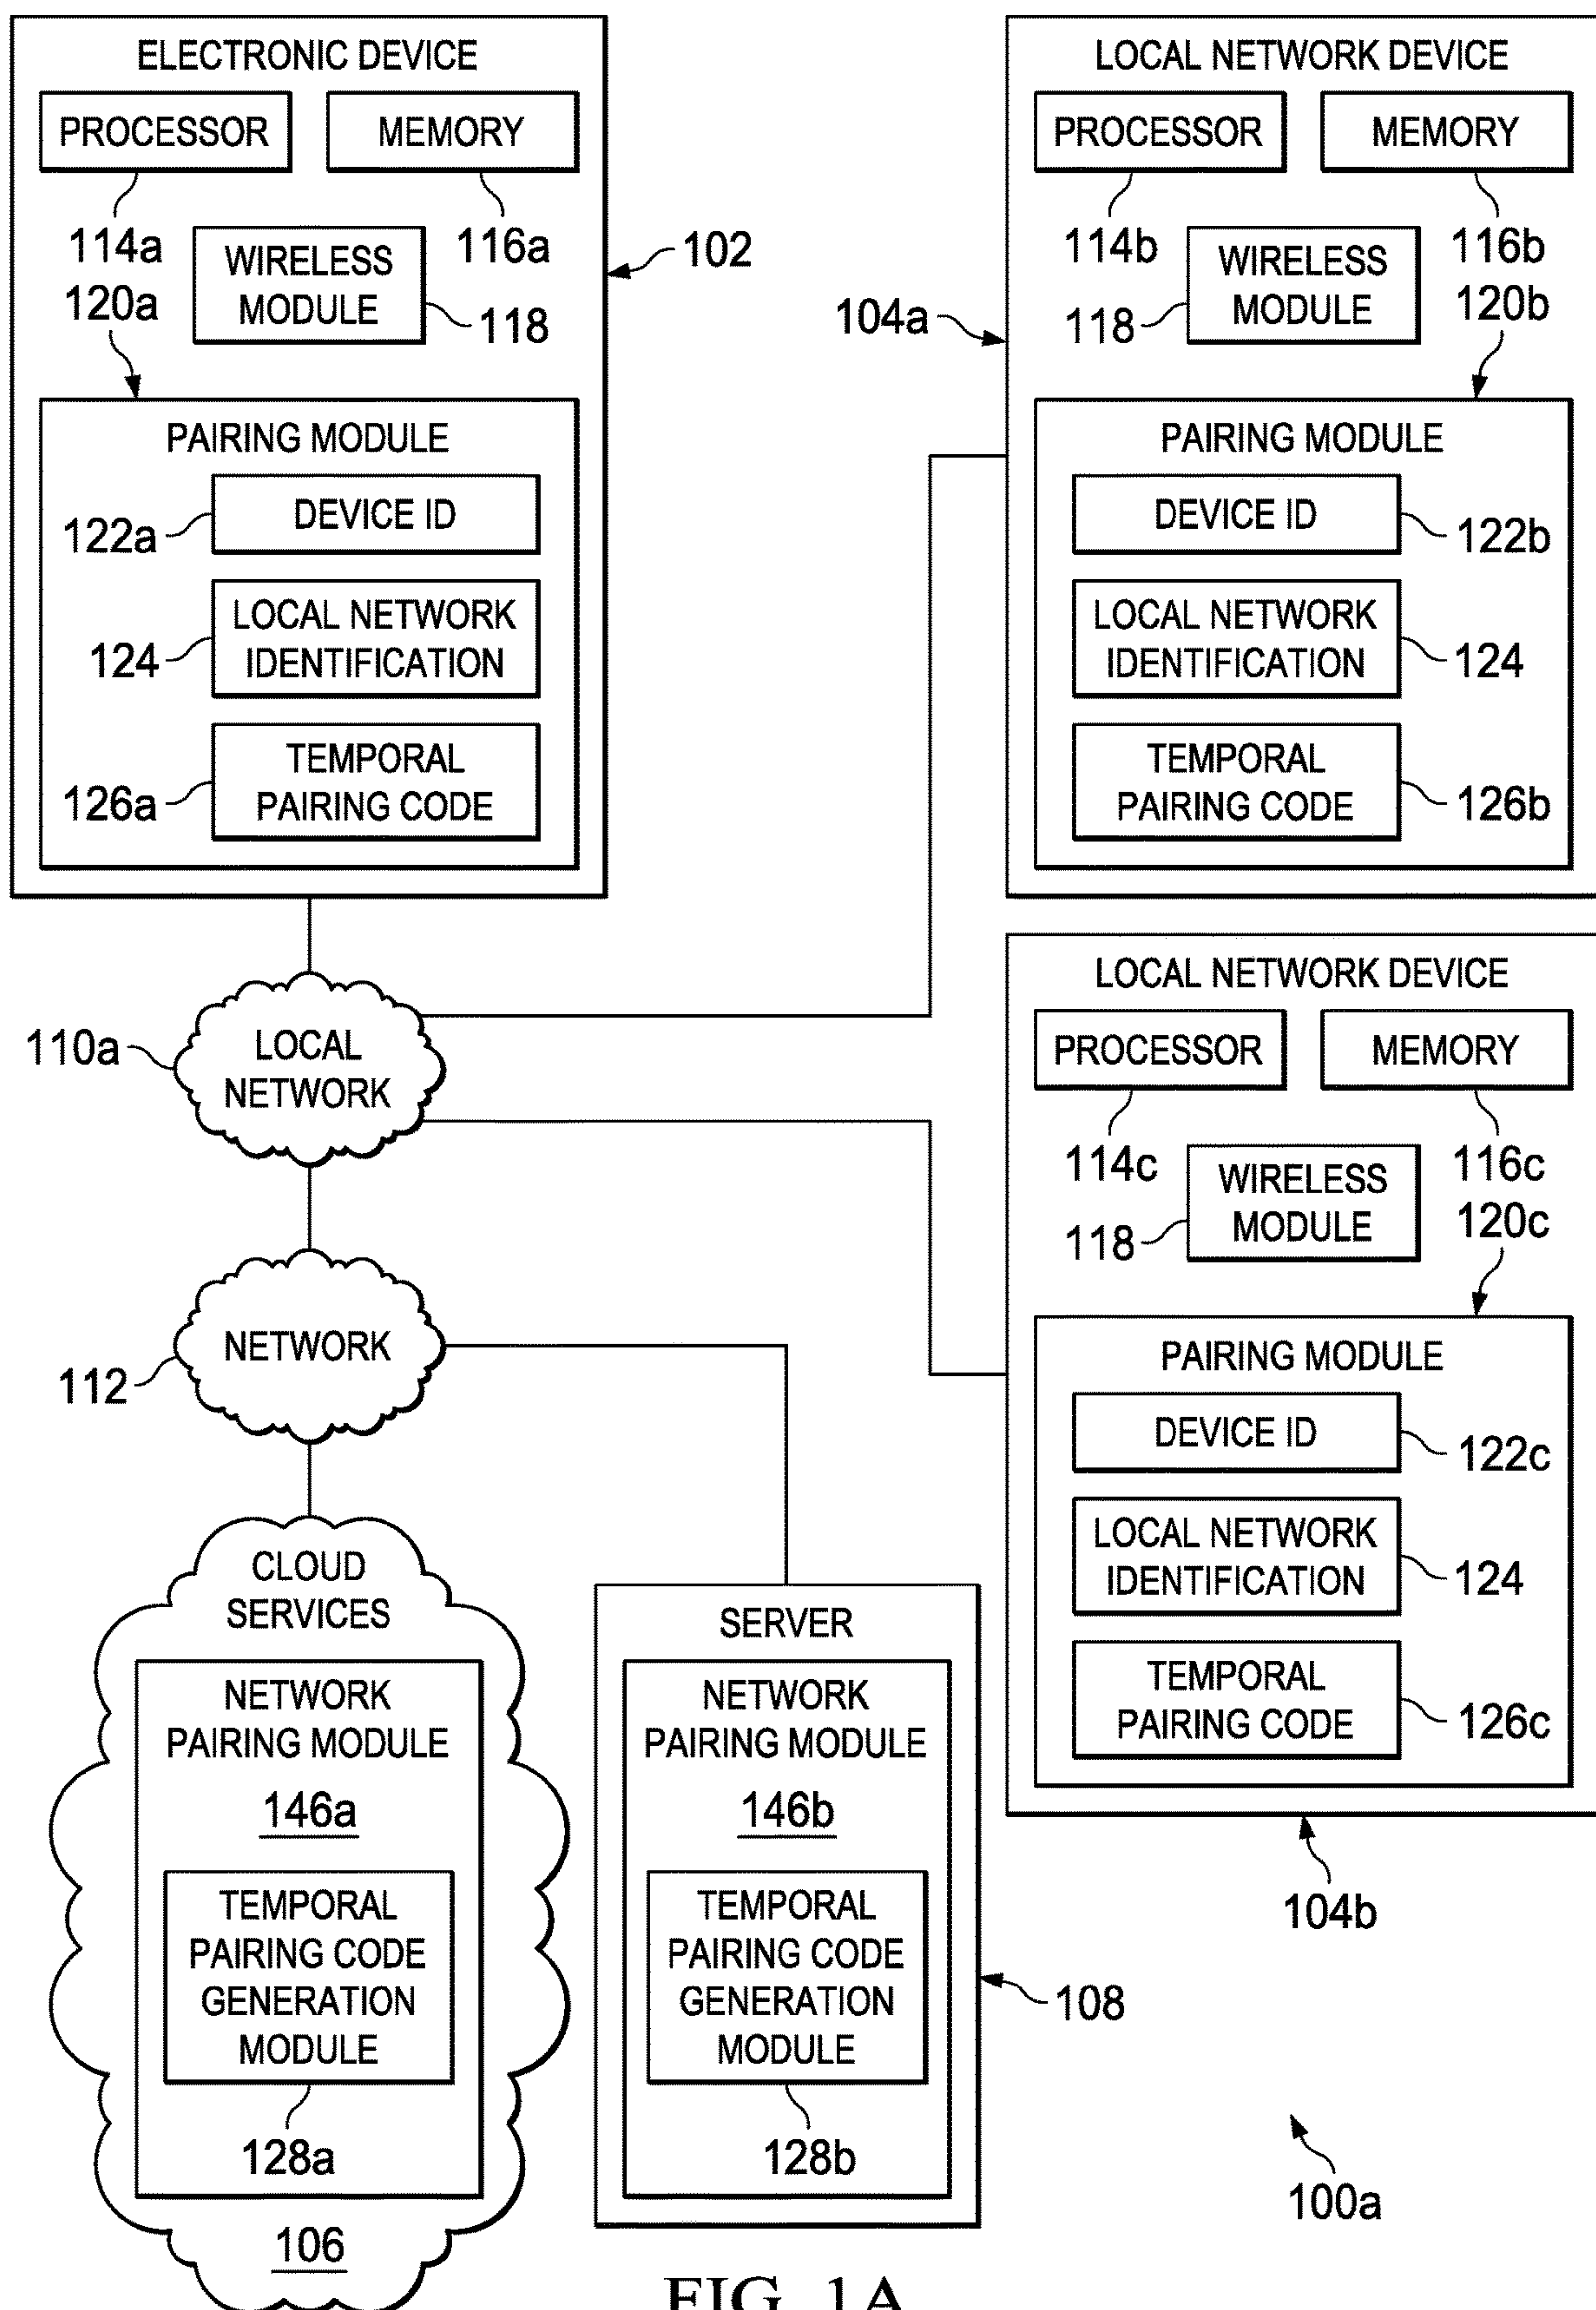 ELECTRONIC DEVICE
PROCESSOR
MEMORY
114a
116a
WIRELESS
MODULE
118
102
120a
PAIRING MODULE
DEVICE ID
122a
LOCAL NETWORK
IDENTIFICATION
124
TEMPORAL
PAIRING CODE
126a
LOCAL NETWORK DEVICE
PROCESSOR
MEMORY
114b
116b
WIRELESS
MODULE
118
104a
120b
PAIRING MODULE
DEVICE ID
122b
LOCAL NETWORK
IDENTIFICATION
124
TEMPORAL
PAIRING CODE
126b
LOCAL
NETWORK
110a
LOCAL NETWORK DEVICE
PROCESSOR
MEMORY
114c
116c
WIRELESS
MODULE
118
120c
PAIRING MODULE
DEVICE ID
122c
LOCAL NETWORK
IDENTIFICATION
124
TEMPORAL
PAIRING CODE
126c
104b
NETWORK
112
CLOUD
SERVICES
NETWORK
PAIRING MODULE
146a
TEMPORAL
PAIRING CODE
GENERATION
MODULE
128a
106
SERVER
NETWORK
PAIRING MODULE
146b
TEMPORAL
PAIRING CODE
GENERATION
MODULE
128b
108
100a
FIG. 1A